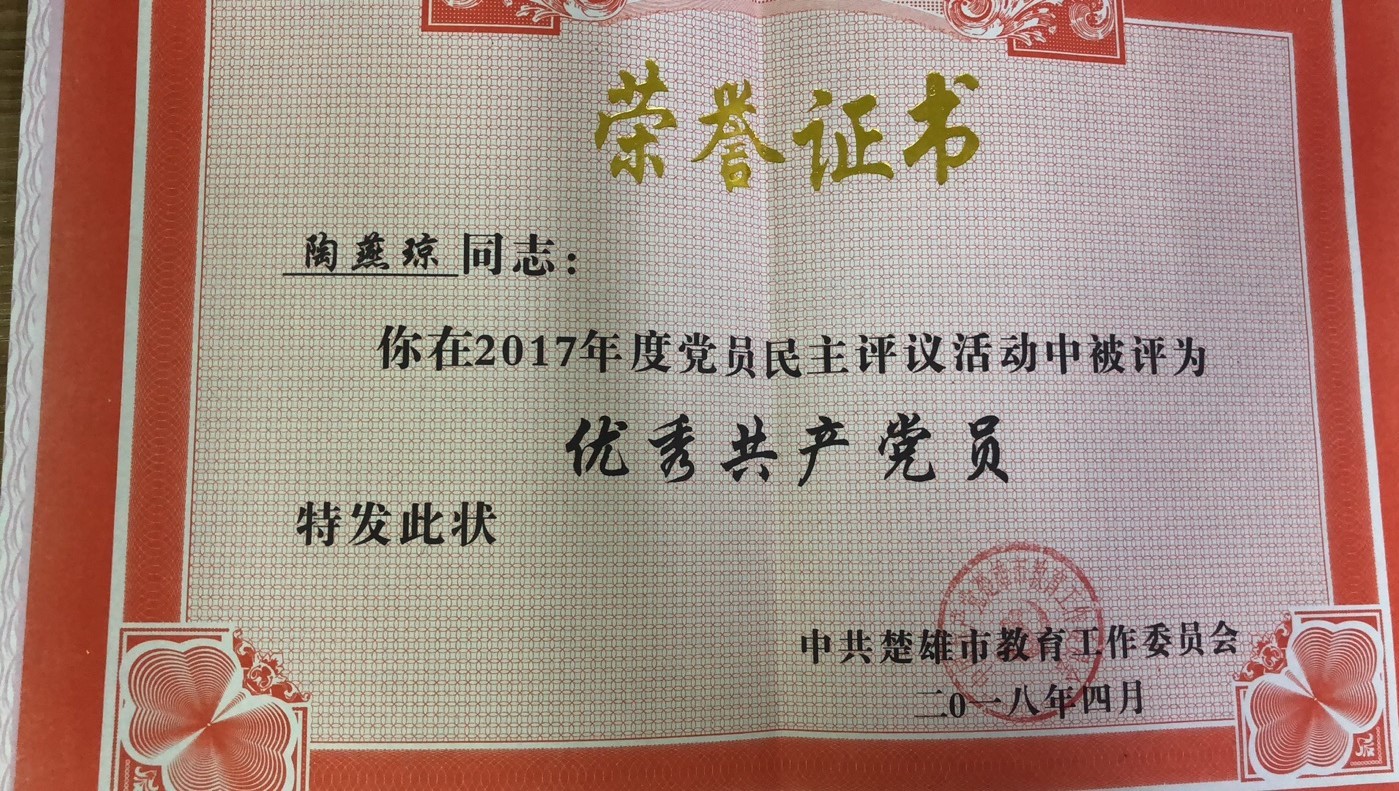 荣誉证书
陶燕琼同志：
你在2017年度党员民主评议活动中被评为
优秀共产党员
特发此状
中共楚雄市教育工作委员会
二0一八年四月